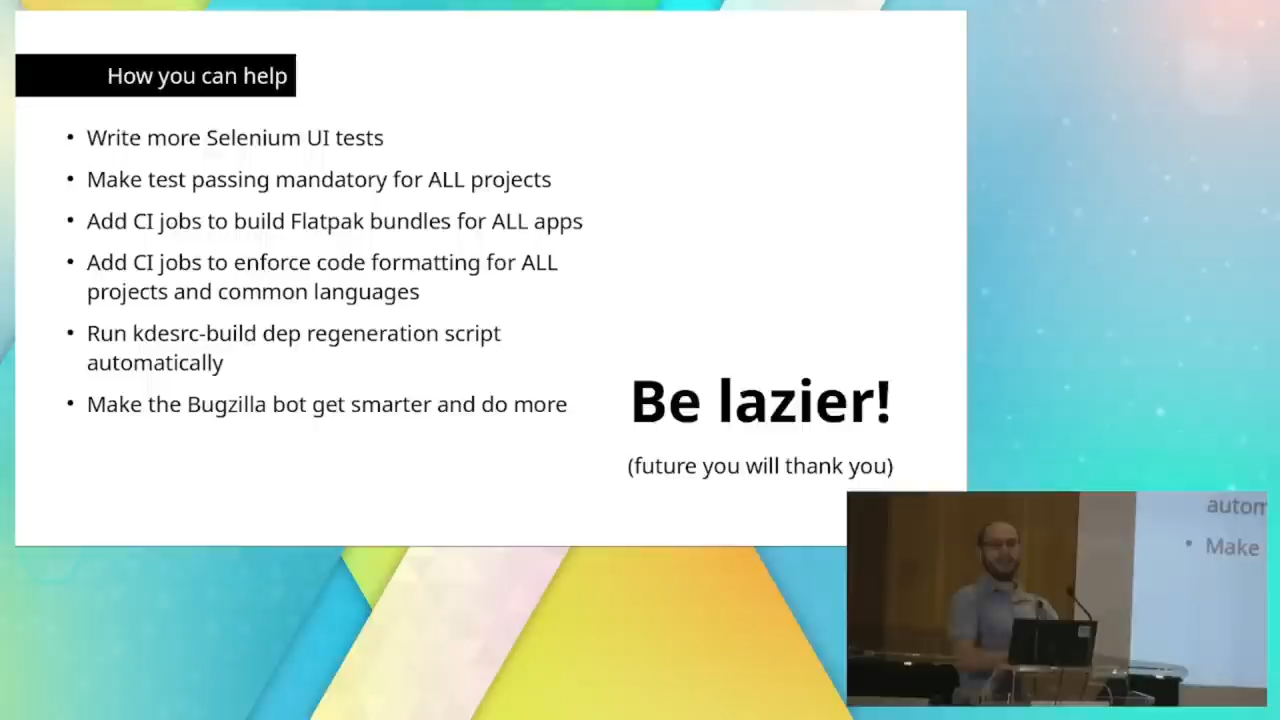 How you can help
• Write more Selenium UI tests
• Make test passing mandatory for ALL projects
• Add CI jobs to build Flatpak bundles for ALL apps
• Add CI jobs to enforce code formatting for ALL
projects and common languages
• Run kdesrc-build dep regeneration script
automatically
• Make the Bugzilla bot get smarter and do more
Be lazier!
(future you will thank you)
autom
• Make